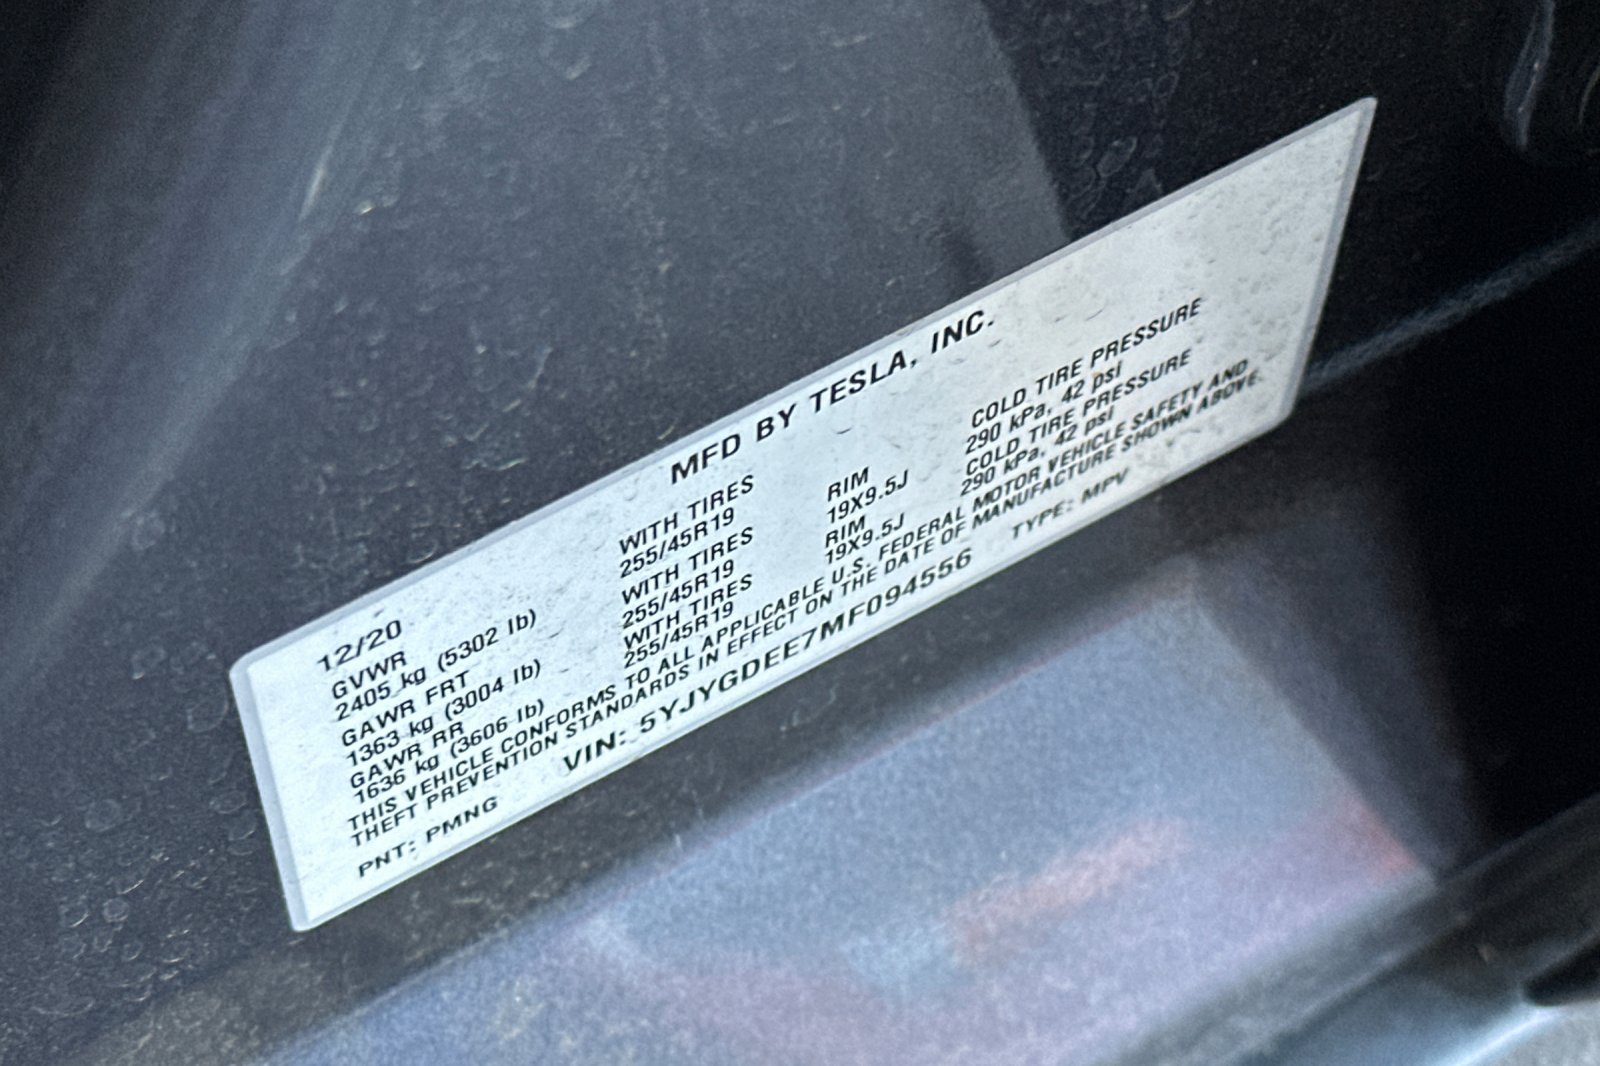 MFD BY TESLA, INC.
12/20
GVWR WITH TIRES RIM COLD TIRE PRESSURE
2405 kg (5302 lb) 255/45R19 19X9.5J 290 kPa, 42 psi
GAWR FRT WITH TIRES RIM COLD TIRE PRESSURE
1363 kg (3004 lb) 255/45R19 19X9.5J 290 kPa, 42 psi
GAWR RR WITH TIRES
1636 kg (3606 lb) 255/45R19
THIS VEHICLE CONFORMS TO ALL APPLICABLE U.S. FEDERAL MOTOR VEHICLE SAFETY AND
THEFT PREVENTION STANDARDS IN EFFECT ON THE DATE OF MANUFACTURE SHOWN ABOVE.
VIN: 5YJYGDEE7MF094556 TYPE: MPV
PNT: PMNG